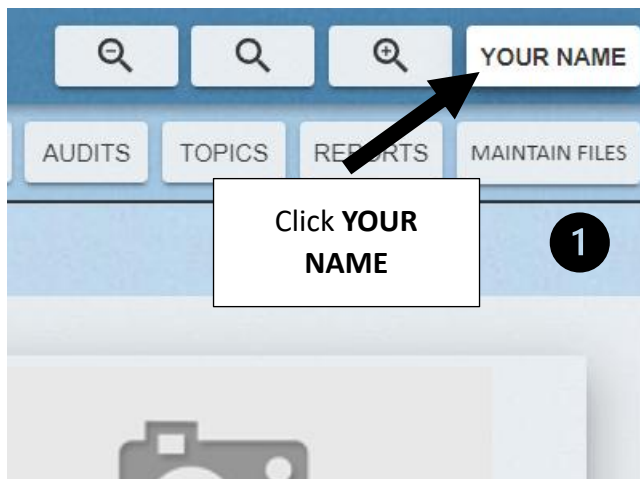 YOUR NAME
AUDITS TOPICS REPORTS MAINTAIN FILES
Click YOUR
NAME
1